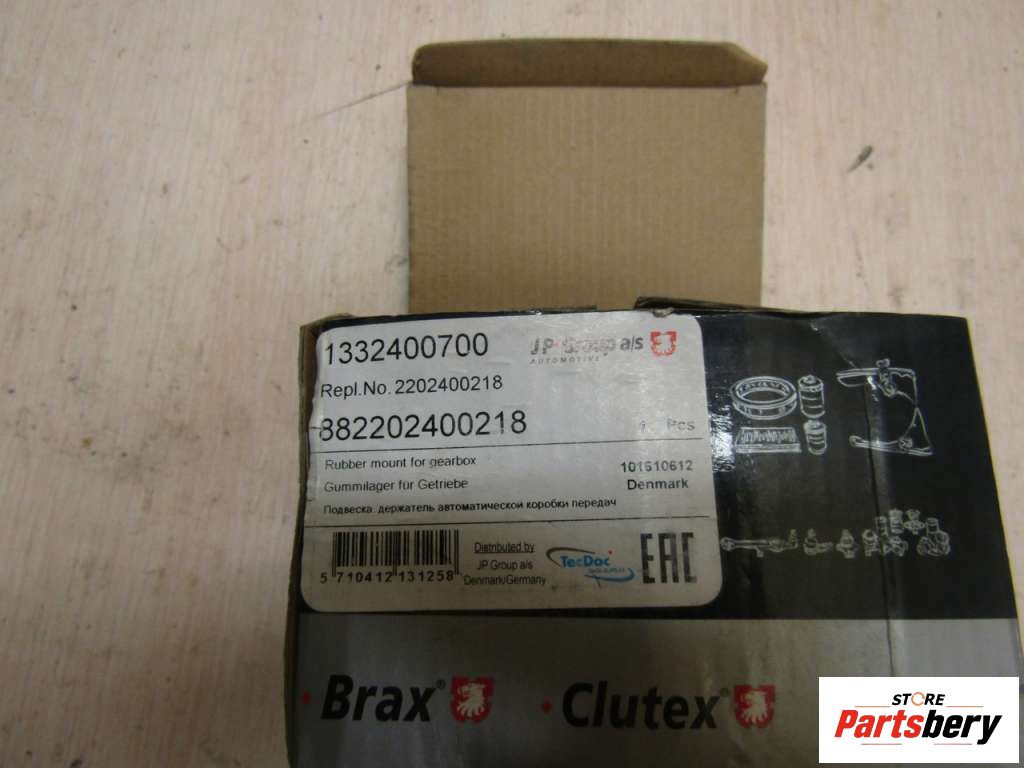 1332400700
JP Group a/s
AUTOMOTIVE
Repl.No. 2202400218
882202400218
Pcs
Rubber mount for gearbox
101610612
Gummilager für Getriebe
Denmark
Подвеска, держатель автоматической коробки передач
5 710412 131258
Distributed by
JP Group a/s
Denmark/Germany
TecDoc
EAC
Brax®
Clutex®
STORE
Partsbery